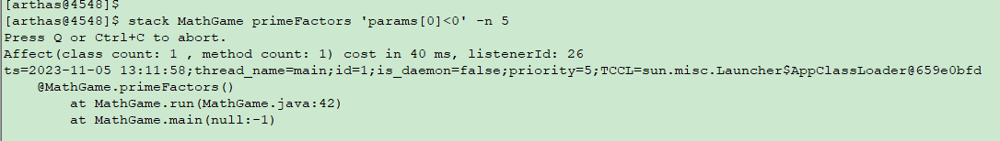 [arthas@4548]$
[arthas@4548]$ stack MathGame primeFactors 'params[0]<0' -n 5
Press Q or Ctrl+C to abort.
Affect(class count: 1 , method count: 1) cost in 40 ms, listenerId: 26
ts=2023-11-05 13:11:58;thread_name=main;id=1;is_daemon=false;priority=5;TCCL=sun.misc.Launcher$AppClassLoader@659e0bfd
    @MathGame.primeFactors()
        at MathGame.run(MathGame.java:42)
        at MathGame.main(null:-1)